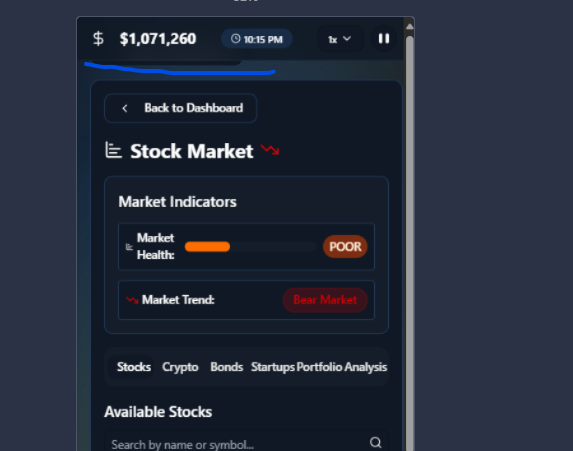 $ $1,071,260 10:15 PM 1x
Back to Dashboard
Stock Market
Market Indicators
Market
Health:
POOR
Market Trend: Bear Market
Stocks Crypto Bonds Startups Portfolio Analysis
Available Stocks
Search by name or symbol...